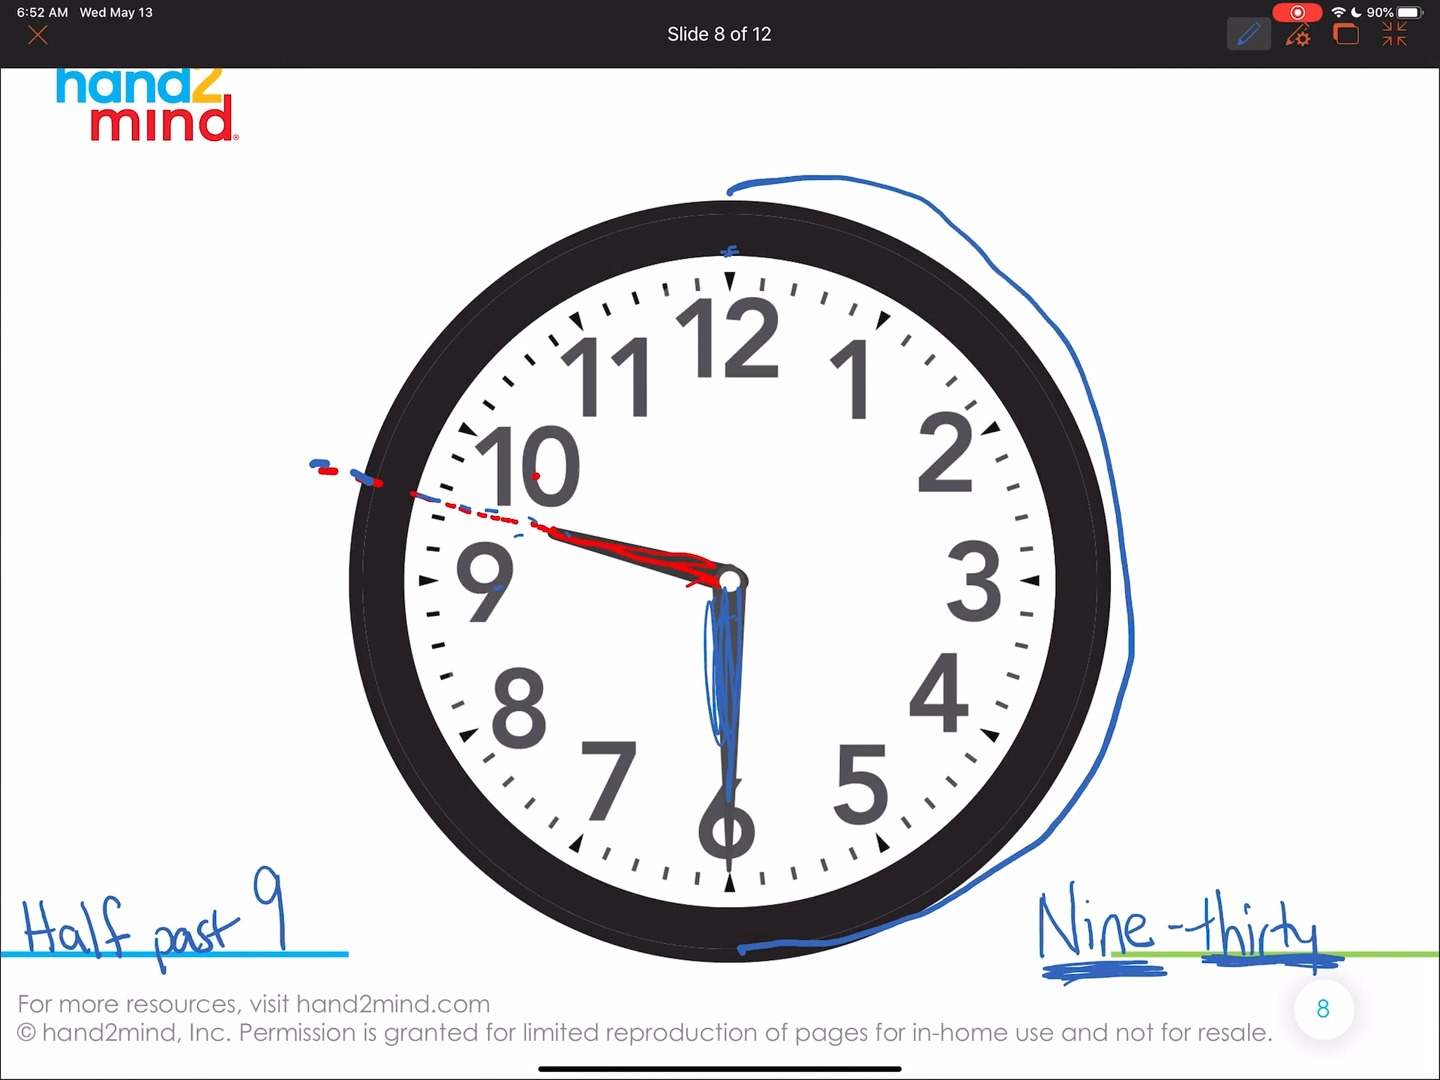 6:52 AM Wed May 13
90%
Slide 8 of 12
hand2
mind®
12
11
1
10
2
9
3
8
4
7
5
6
Half past 9
Nine-thirty
For more resources, visit hand2mind.com
8
© hand2mind, Inc. Permission is granted for limited reproduction of pages for in-home use and not for resale.